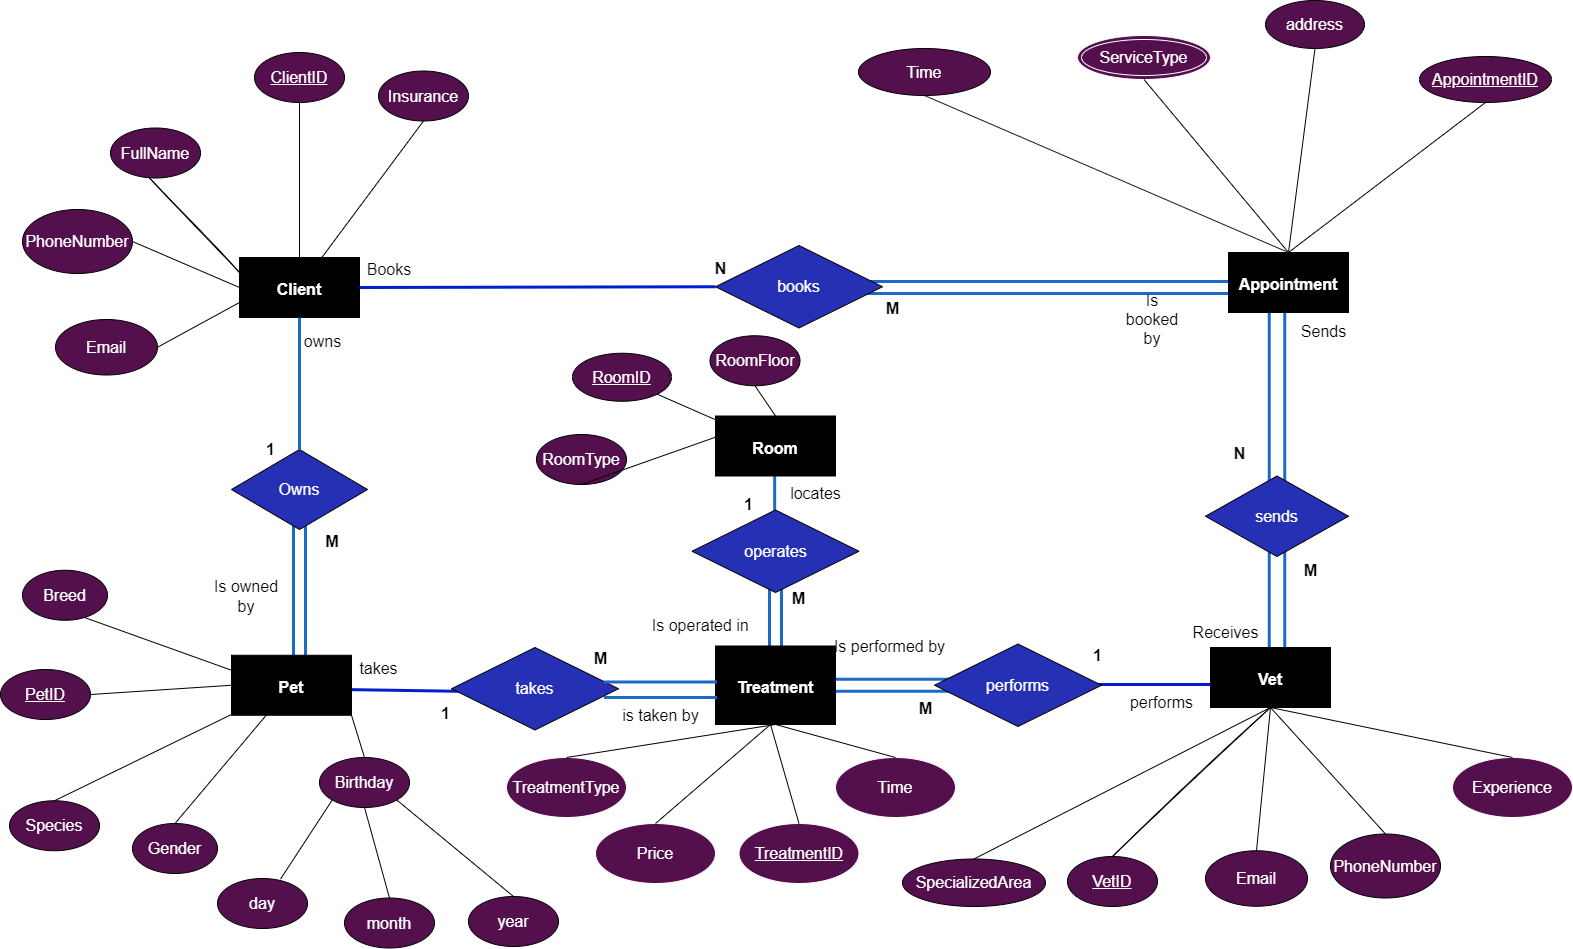 address
ServiceType
Time
AppointmentID
ClientID
Insurance
FullName
PhoneNumber
Books
N
books
Client
Appointment
M
Is
booked
by
Sends
owns
Email
RoomFloor
RoomID
Room
RoomType
1
N
Owns
locates
1
sends
M
operates
M
Is owned
by
M
Breed
Is operated in
Receives
Is performed by
takes
M
1
PetID
Pet
takes
Treatment
performs
Vet
1
is taken by
M
performs
Birthday
TreatmentType
Time
Experience
Species
Gender
Price
TreatmentID
PhoneNumber
SpecializedArea
VetID
Email
day
month
year